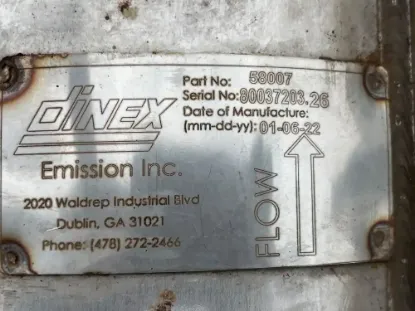 Part No: 58007
Serial No: 80037203.26
Date of Manufacture:
(mm-dd-yy): 01-06-22
DINEX
Emission Inc.
2020 Waldrep Industrial Blvd
Dublin, GA 31021
Phone: (478) 272-2466
FLOW